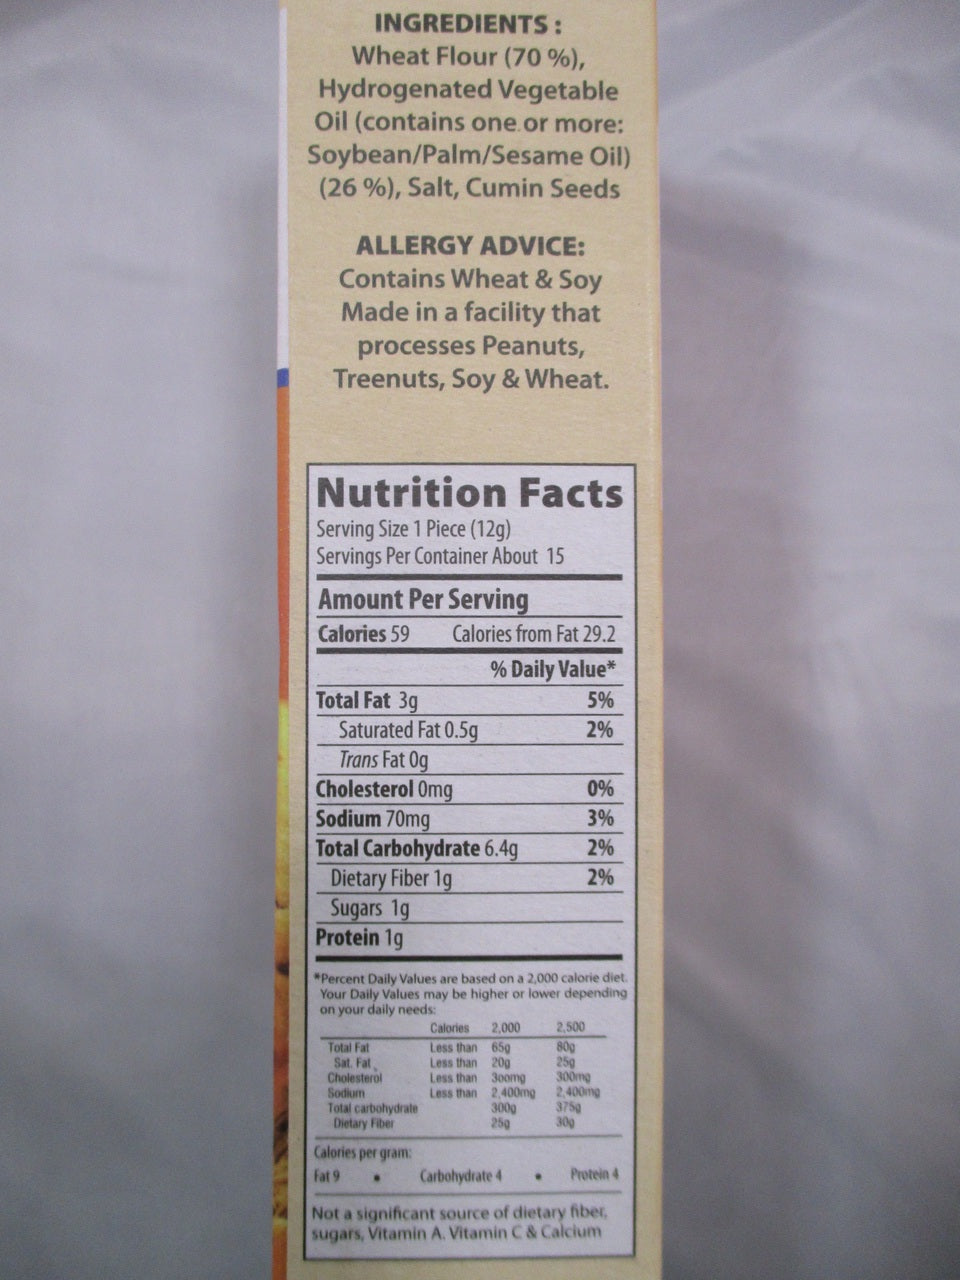 INGREDIENTS :
Wheat Flour (70 %),
Hydrogenated Vegetable
Oil (contains one or more:
Soybean/Palm/Sesame Oil)
(26 %), Salt, Cumin Seeds
ALLERGY ADVICE:
Contains Wheat & Soy
Made in a facility that
processes Peanuts,
Treenuts, Soy & Wheat.
Nutrition Facts
Serving Size 1 Piece (12g)
Servings Per Container About 15
Amount Per Serving
Calories 59 Calories from Fat 29.2
% Daily Value*
Total Fat 3g 5%
Saturated Fat 0.5g 2%
Trans Fat 0g
Cholesterol 0mg 0%
Sodium 70mg 3%
Total Carbohydrate 6.4g 2%
Dietary Fiber 1g 2%
Sugars 1g
Protein 1g
*Percent Daily Values are based on a 2,000 calorie diet.
Your Daily Values may be higher or lower depending
on your daily needs:
Calories 2,000 2,500
Total Fat Less than 65g 80g
Sat. Fat Less than 20g 25g
Cholesterol Less than 300mg 300mg
Sodium Less than 2,400mg 2,400mg
Total carbohydrate 300g 375g
Dietary Fiber 25g 30g
Calories per gram:
Fat 9 • Carbohydrate 4 • Protein 4
Not a significant source of dietary fiber,
sugars, Vitamin A. Vitamin C & Calcium